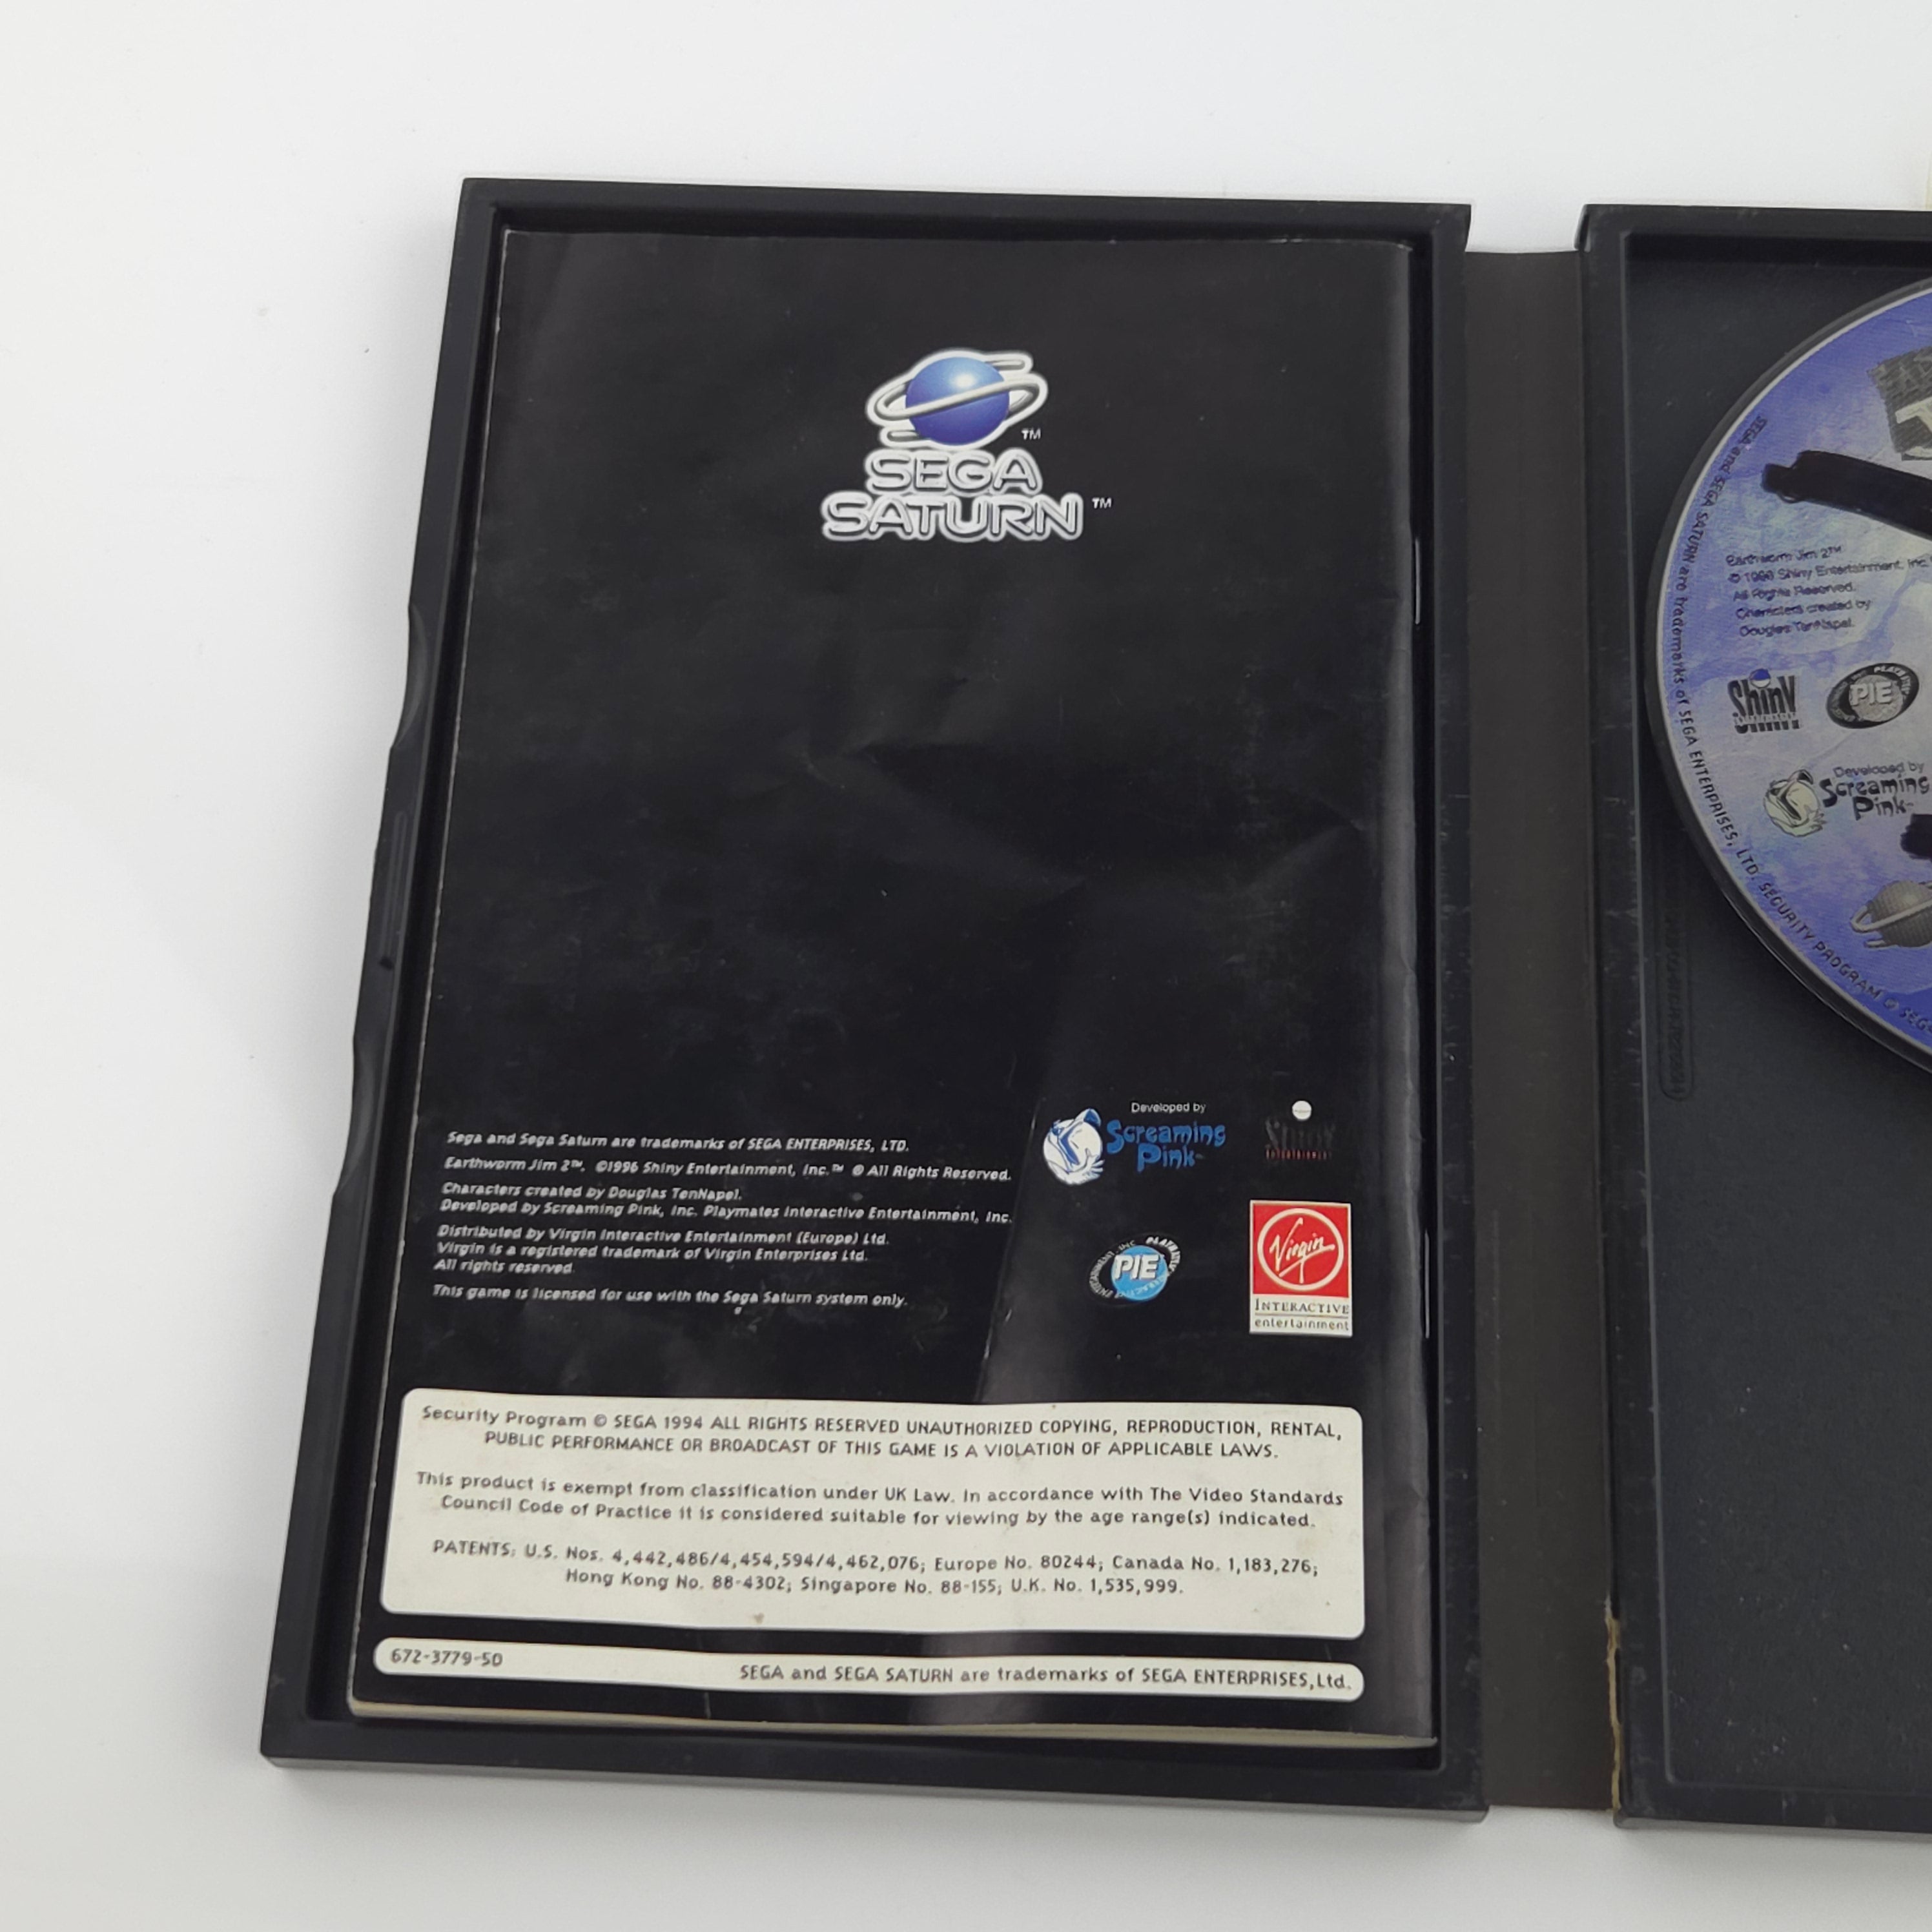 TM
SEGA
SATURN TM
Sega and Sega Saturn are trademarks of SEGA ENTERPRISES, LTD.
Earthworm Jim 2™. ©1996 Shiny Entertainment, Inc.™ ® All Rights Reserved.
Characters created by Douglas TenNapel.
Developed by Screaming Pink, Inc. Playmates Interactive Entertainment, Inc.
Distributed by Virgin Interactive Entertainment (Europe) Ltd.
Virgin is a registered trademark of Virgin Enterprises Ltd.
All rights reserved.
This game is licensed for use with the Sega Saturn system only.
Developed by
Screaming
Pink
SHINY
ENTERTAINMENT
PIE
Virgin
INTERACTIVE
entertainment
Security Program © SEGA 1994 ALL RIGHTS RESERVED UNAUTHORIZED COPYING, REPRODUCTION, RENTAL,
PUBLIC PERFORMANCE OR BROADCAST OF THIS GAME IS A VIOLATION OF APPLICABLE LAWS.
This product is exempt from classification under UK Law. In accordance with The Video Standards
Council Code of Practice it is considered suitable for viewing by the age range(s) indicated.
PATENTS: U.S. Nos. 4,442,486/4,454,594/4,462,076; Europe No. 80244; Canada No. 1,183,276;
Hong Kong No. 88-4302; Singapore No. 88-155; U.K. No. 1,535,999.
672-3779-50
SEGA and SEGA SATURN are trademarks of SEGA ENTERPRISES,Ltd.
SEGA and SEGA SATURN are trademarks of SEGA ENTERPRISES, LTD. SECURITY PROGRAM © SEGA
Earthworm Jim 2™
Shiny Entertainment, Inc.
All Rights Reserved.
Characters created by
Douglas TenNapel.
Shiny
PIE
Developed by
Screaming
Pink